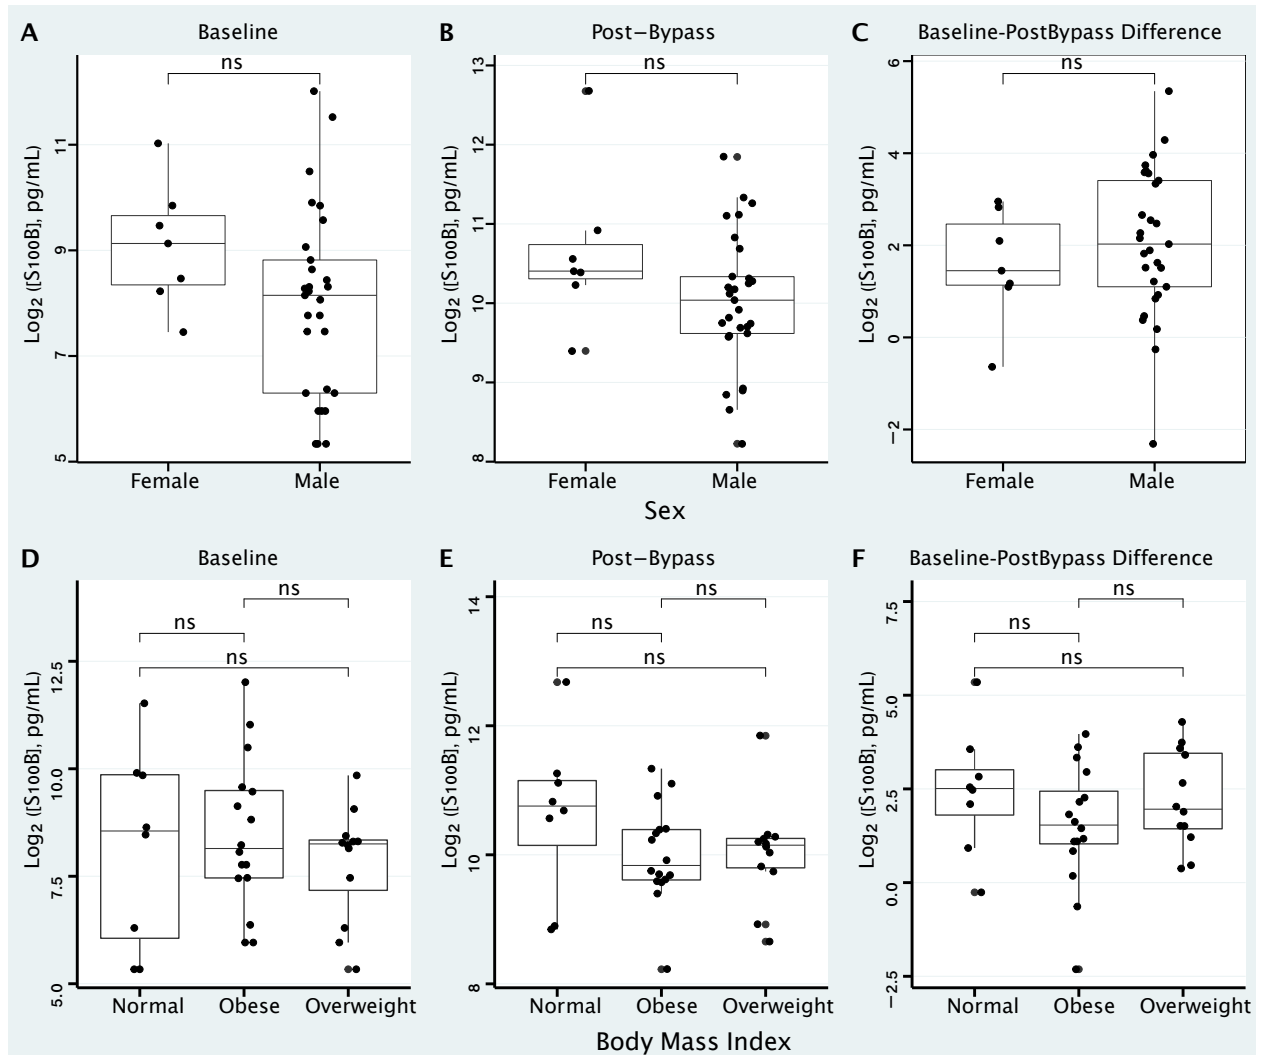 A Baseline
B Post−Bypass
C Baseline-PostBypass Difference
Log2 ([S100B], pg/mL)
5
7
9
11
ns
Female Male
Log2 ([S100B], pg/mL)
8
9
10
11
12
13
ns
Female Male
Log2 ([S100B], pg/mL)
−2
0
2
4
6
ns
Female Male
Sex
D Baseline
E Post−Bypass
F Baseline-PostBypass Difference
Log2 ([S100B], pg/mL)
5.0
7.5
10.0
12.5
ns
ns
ns
Normal Obese Overweight
Log2 ([S100B], pg/mL)
8
10
12
14
ns
ns
ns
Normal Obese Overweight
Log2 ([S100B], pg/mL)
−2.5
0.0
2.5
5.0
7.5
ns
ns
ns
Normal Obese Overweight
Body Mass Index